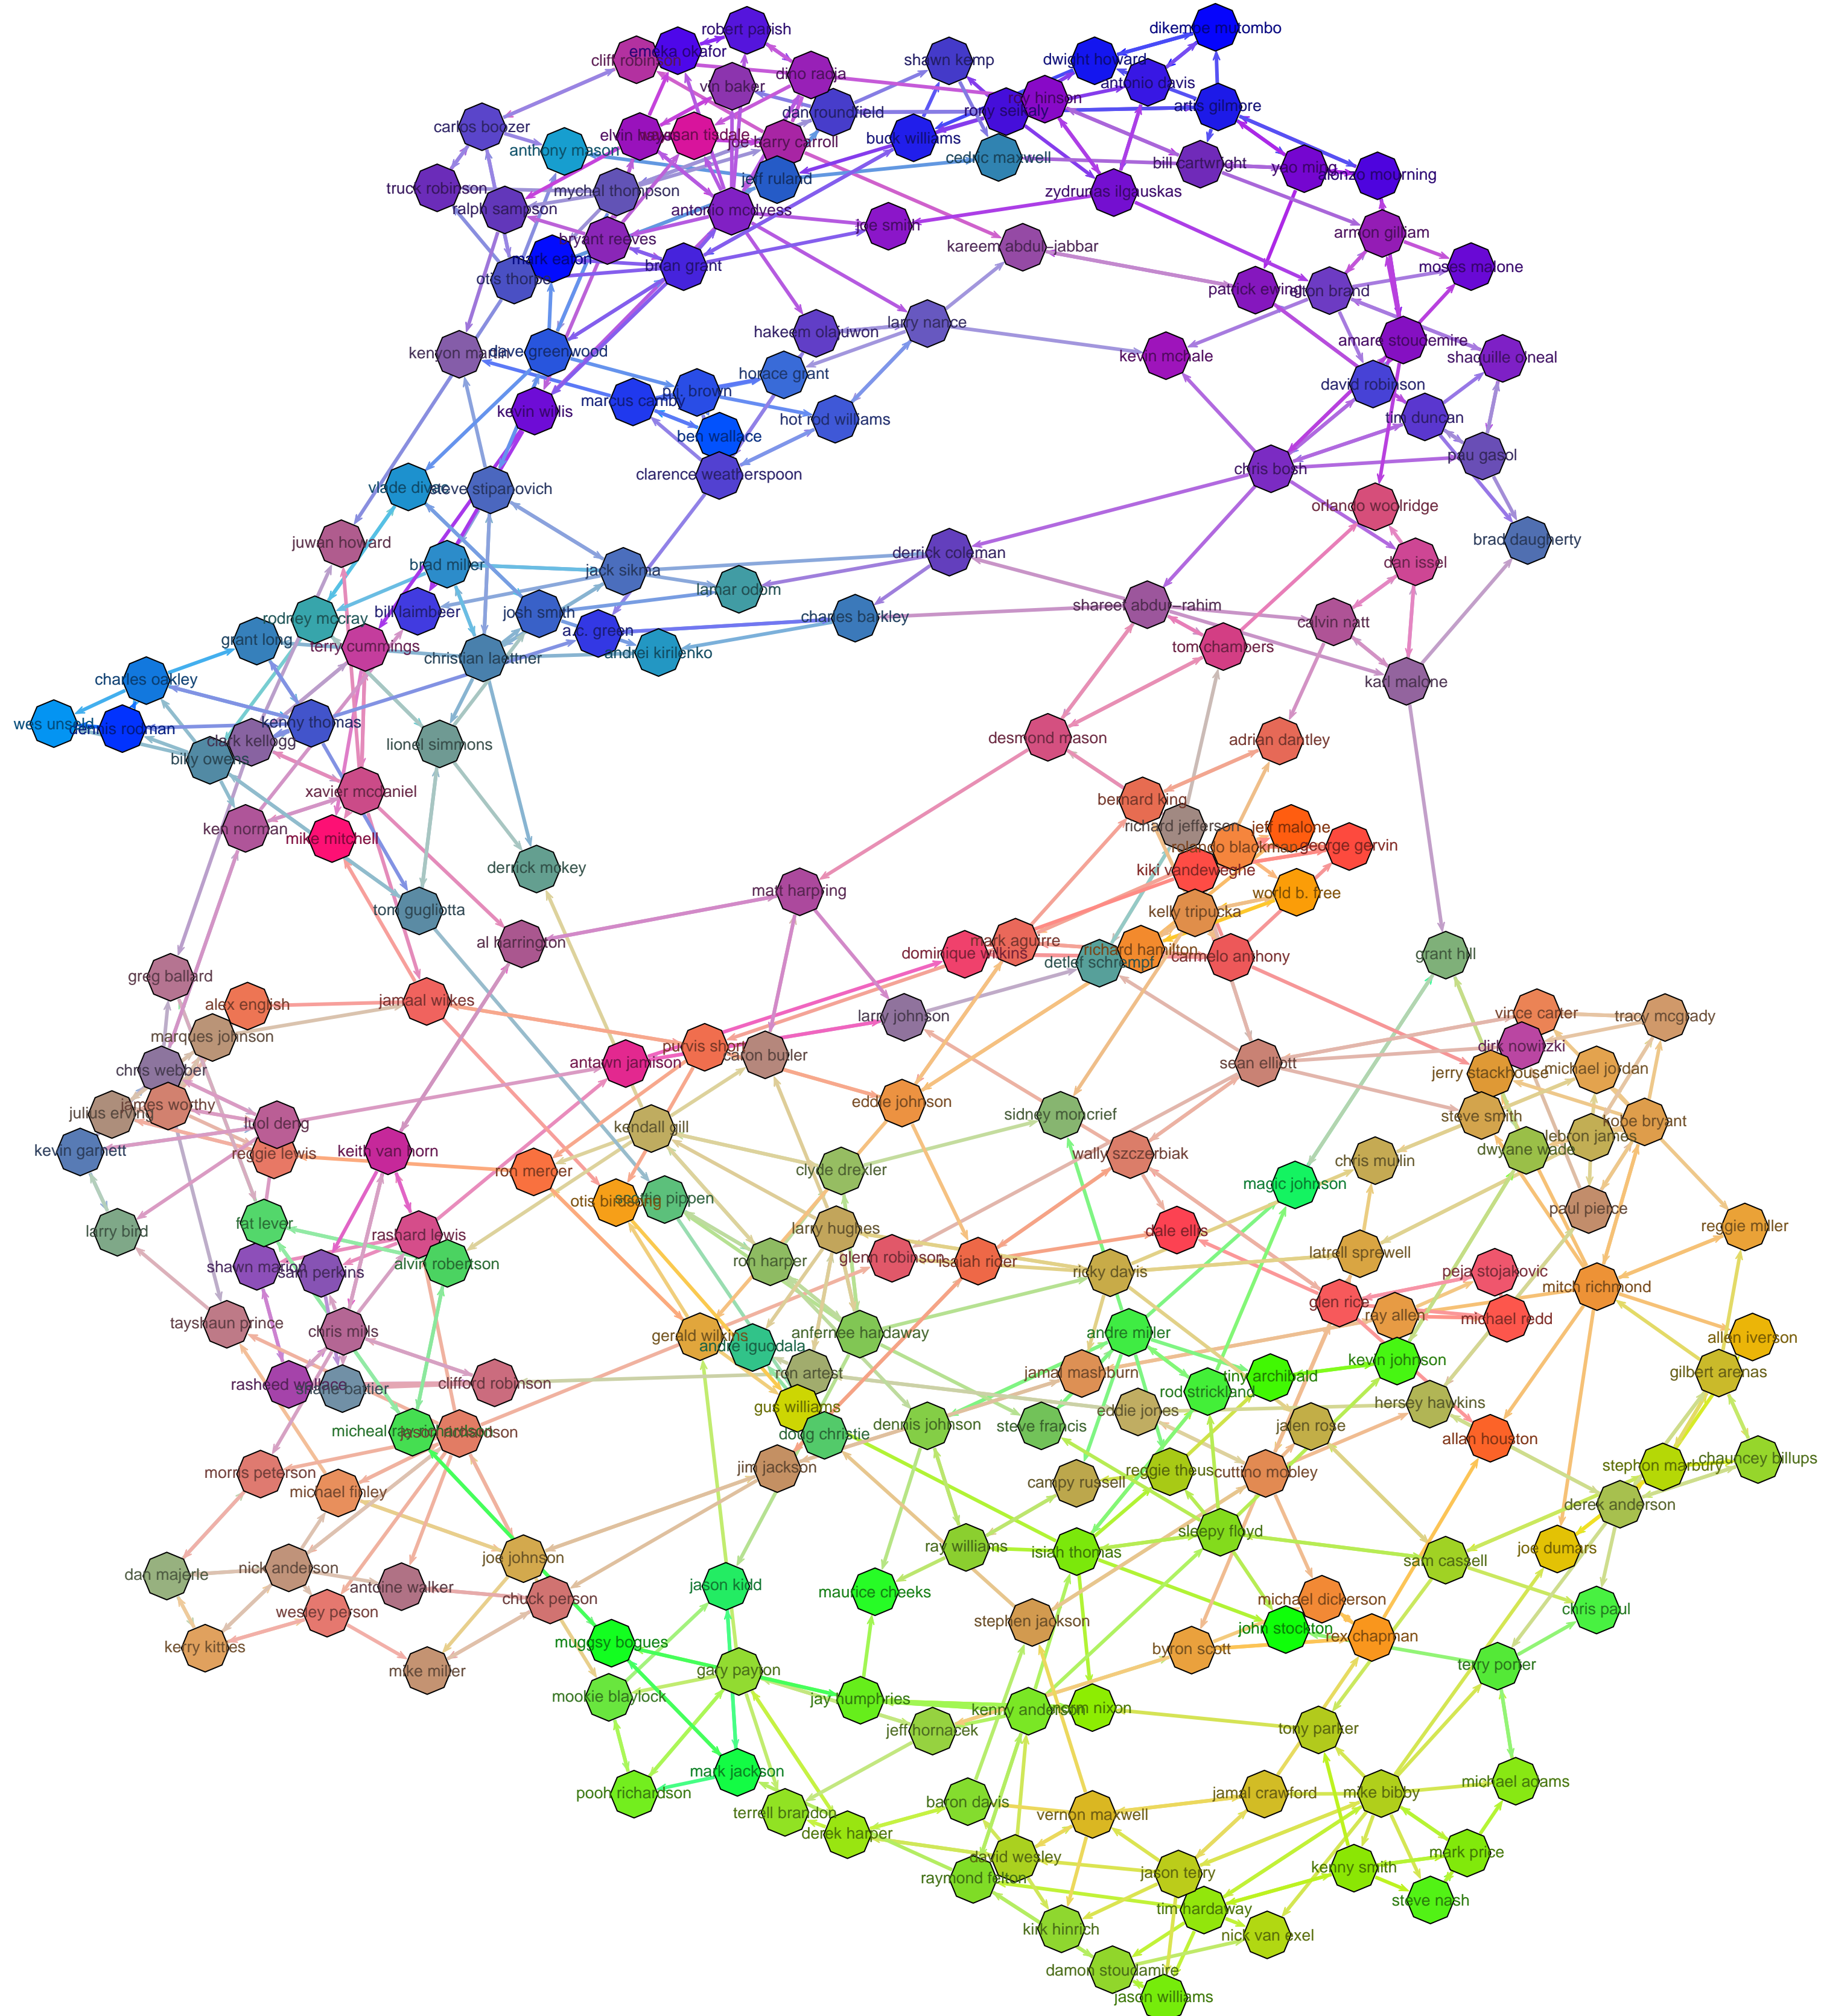 robert parish
dikembe mutombo
emeka okafor
cliff robinson
shawn kemp
dwight howard
dino radja
vin baker
antonio davis
roy hinson
artis gilmore
dan roundfield
rony seikaly
carlos boozer
elvin hayes
wayman tisdale
joe barry carroll
buck williams
anthony mason
cedric maxwell
bill cartwright
yao ming
alonzo mourning
jeff ruland
truck robinson
mychal thompson
zydrunas ilgauskas
ralph sampson
antonio mcdyess
joe smith
armon gilliam
bryant reeves
kareem abdul-jabbar
mark eaton
brian grant
moses malone
otis thorpe
patrick ewing
elton brand
larry nance
hakeem olajuwon
amare stoudemire
kenyon martin
dave greenwood
kevin mchale
shaquille oneal
horace grant
david robinson
p.j. brown
marcus camby
kevin willis
hot rod williams
tim duncan
ben wallace
pau gasol
chris bosh
clarence weatherspoon
vlade divac
steve stipanovich
orlando woolridge
juwan howard
brad daugherty
derrick coleman
dan issel
brad miller
jack sikma
lamar odom
shareef abdul-rahim
bill laimbeer
josh smith
charles barkley
rodney mccray
calvin natt
grant long
a.c. green
terry cummings
tom chambers
christian laettner
andrei kirilenko
charles oakley
karl malone
wes unseld
dennis rodman
kenny thomas
desmond mason
clark kellogg
adrian dantley
lionel simmons
billy owens
xavier mcdaniel
bernard king
ken norman
richard jefferson
jeff malone
mike mitchell
rolando blackman
george gervin
derrick mckey
kiki vandeweghe
matt harpring
world b. free
tom gugliotta
kelly tripucka
al harrington
mark aguirre
dominique wilkins
richard hamilton
carmelo anthony
grant hill
detlef schrempf
greg ballard
alex english
jamaal wilkes
larry johnson
vince carter
tracy mcgrady
marques johnson
purvis short
dirk nowitzki
caron butler
antawn jamison
sean elliott
chris webber
jerry stackhouse
michael jordan
eddie johnson
julius erving
james worthy
sidney moncrief
steve smith
kobe bryant
luol deng
kendall gill
lebron james
kevin garnett
reggie lewis
keith van horn
dwyane wade
wally szczerbiak
chris mullin
ron mercer
clyde drexler
magic johnson
otis birdsong
scottie pippen
paul pierce
fat lever
larry bird
larry hughes
dale ellis
reggie miller
rashard lewis
latrell sprewell
glenn robinson
ron harper
isaiah rider
alvin robertson
shawn marion
sam perkins
ricky davis
peja stojakovic
mitch richmond
glen rice
ray allen
michael redd
tayshaun prince
chris mills
gerald wilkins
anfernee hardaway
andre miller
allen iverson
andre iguodala
kevin johnson
gilbert arenas
ron artest
jamal mashburn
tiny archibald
rasheed wallace
shane battier
clifford robinson
rod strickland
hersey hawkins
gus williams
eddie jones
dennis johnson
steve francis
jalen rose
micheal ray richardson
jason richardson
doug christie
allan houston
jim jackson
morris peterson
reggie theus
cuttino mobley
stephon marbury
chauncey billups
campy russell
michael finley
derek anderson
sleepy floyd
ray williams
isiah thomas
joe johnson
joe dumars
sam cassell
nick anderson
dan majerle
antoine walker
jason kidd
maurice cheeks
chuck person
michael dickerson
wesley person
chris paul
stephen jackson
john stockton
rex chapman
muggsy bogues
kerry kittles
byron scott
terry porter
mike miller
gary payton
mookie blaylock
jay humphries
kenny anderson
norm nixon
jeff hornacek
tony parker
mark jackson
michael adams
pooh richardson
jamal crawford
mike bibby
baron davis
terrell brandon
vernon maxwell
derek harper
mark price
david wesley
kenny smith
jason terry
raymond felton
steve nash
tim hardaway
kirk hinrich
nick van exel
damon stoudamire
jason williams